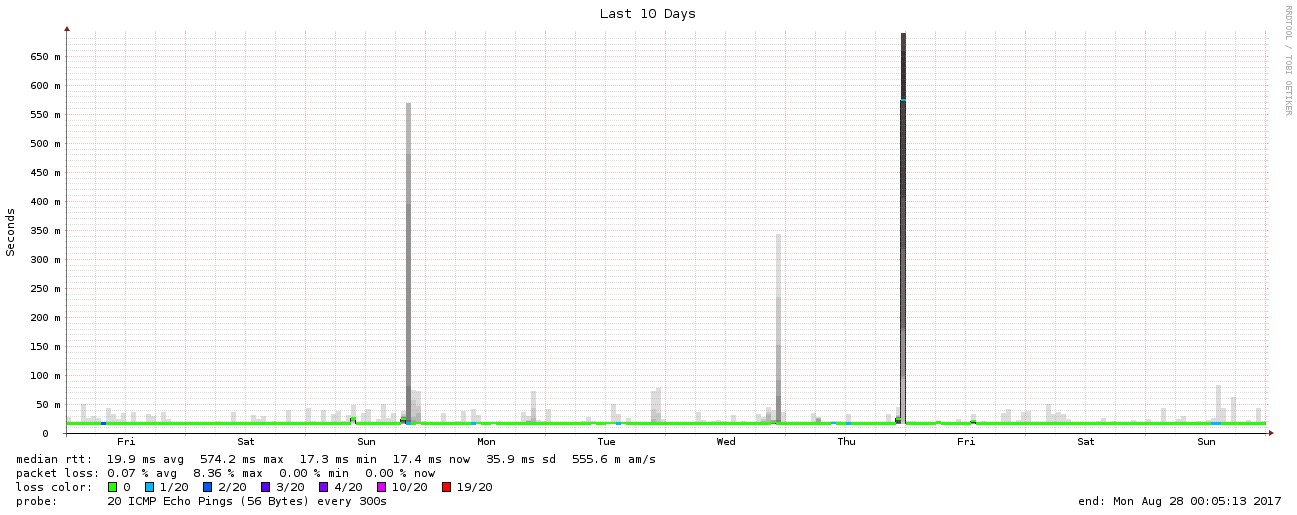 Last 10 Days
RRDTOOL / TOBI OETIKER
Seconds
650 m
600 m
550 m
500 m
450 m
400 m
350 m
300 m
250 m
200 m
150 m
100 m
50 m
0
Fri Sat Sun Mon Tue Wed Thu Fri Sat Sun
median rtt: 19.9 ms avg 574.2 ms max 17.3 ms min 17.4 ms now 35.9 ms sd 555.6 m am/s
packet loss: 0.07 % avg 8.36 % max 0.00 % min 0.00 % now
loss color: 0 1/20 2/20 3/20 4/20 10/20 19/20
probe: 20 ICMP Echo Pings (56 Bytes) every 300s end: Mon Aug 28 00:05:13 2017